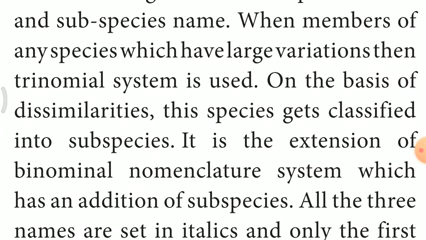 and sub-species name. When members of
any species which have large variations then
trinomial system is used. On the basis of
dissimilarities, this species gets classified
into subspecies. It is the extension of
binominal nomenclature system which
has an addition of subspecies. All the three
names are set in italics and only the first